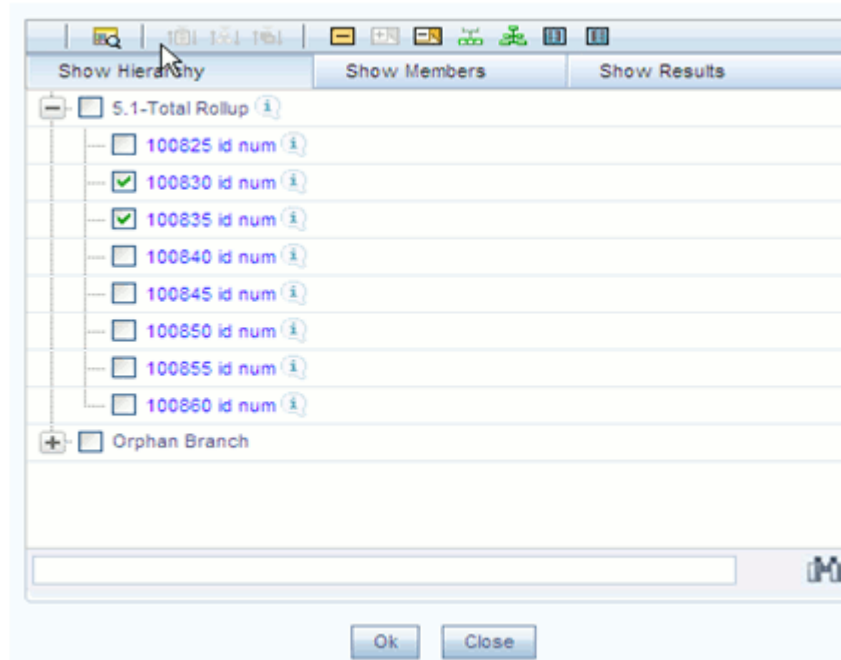 Show Hierarchy Show Members Show Results
5.1-Total Rollup
100825 id num
100830 id num
100835 id num
100840 id num
100845 id num
100850 id num
100855 id num
100860 id num
Orphan Branch
Ok Close